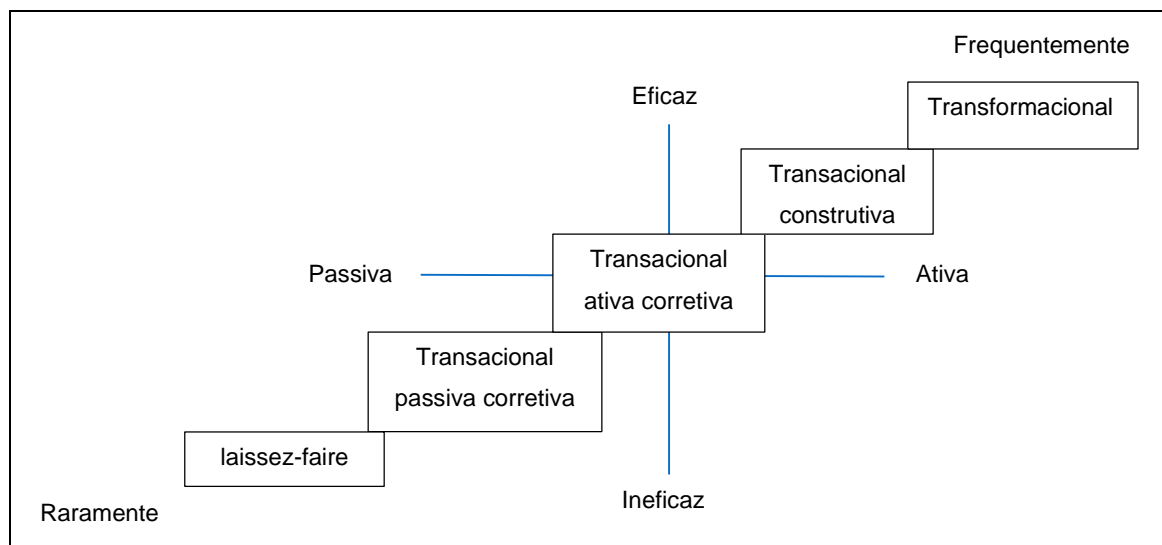 Frequentemente
Eficaz
Transformacional
Transacional
construtiva
Passiva
Transacional
ativa corretiva
Ativa
Transacional
passiva corretiva
laissez-faire
Ineficaz
Raramente